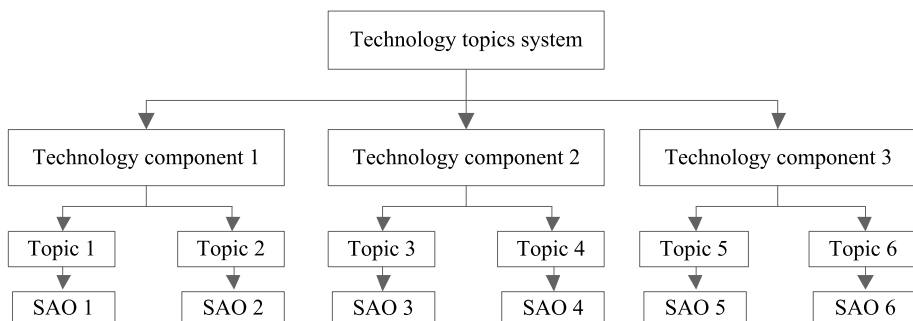 Technology topics system
Technology component 1
Technology component 2
Technology component 3
Topic 1
Topic 2
Topic 3
Topic 4
Topic 5
Topic 6
SAO 1
SAO 2
SAO 3
SAO 4
SAO 5
SAO 6